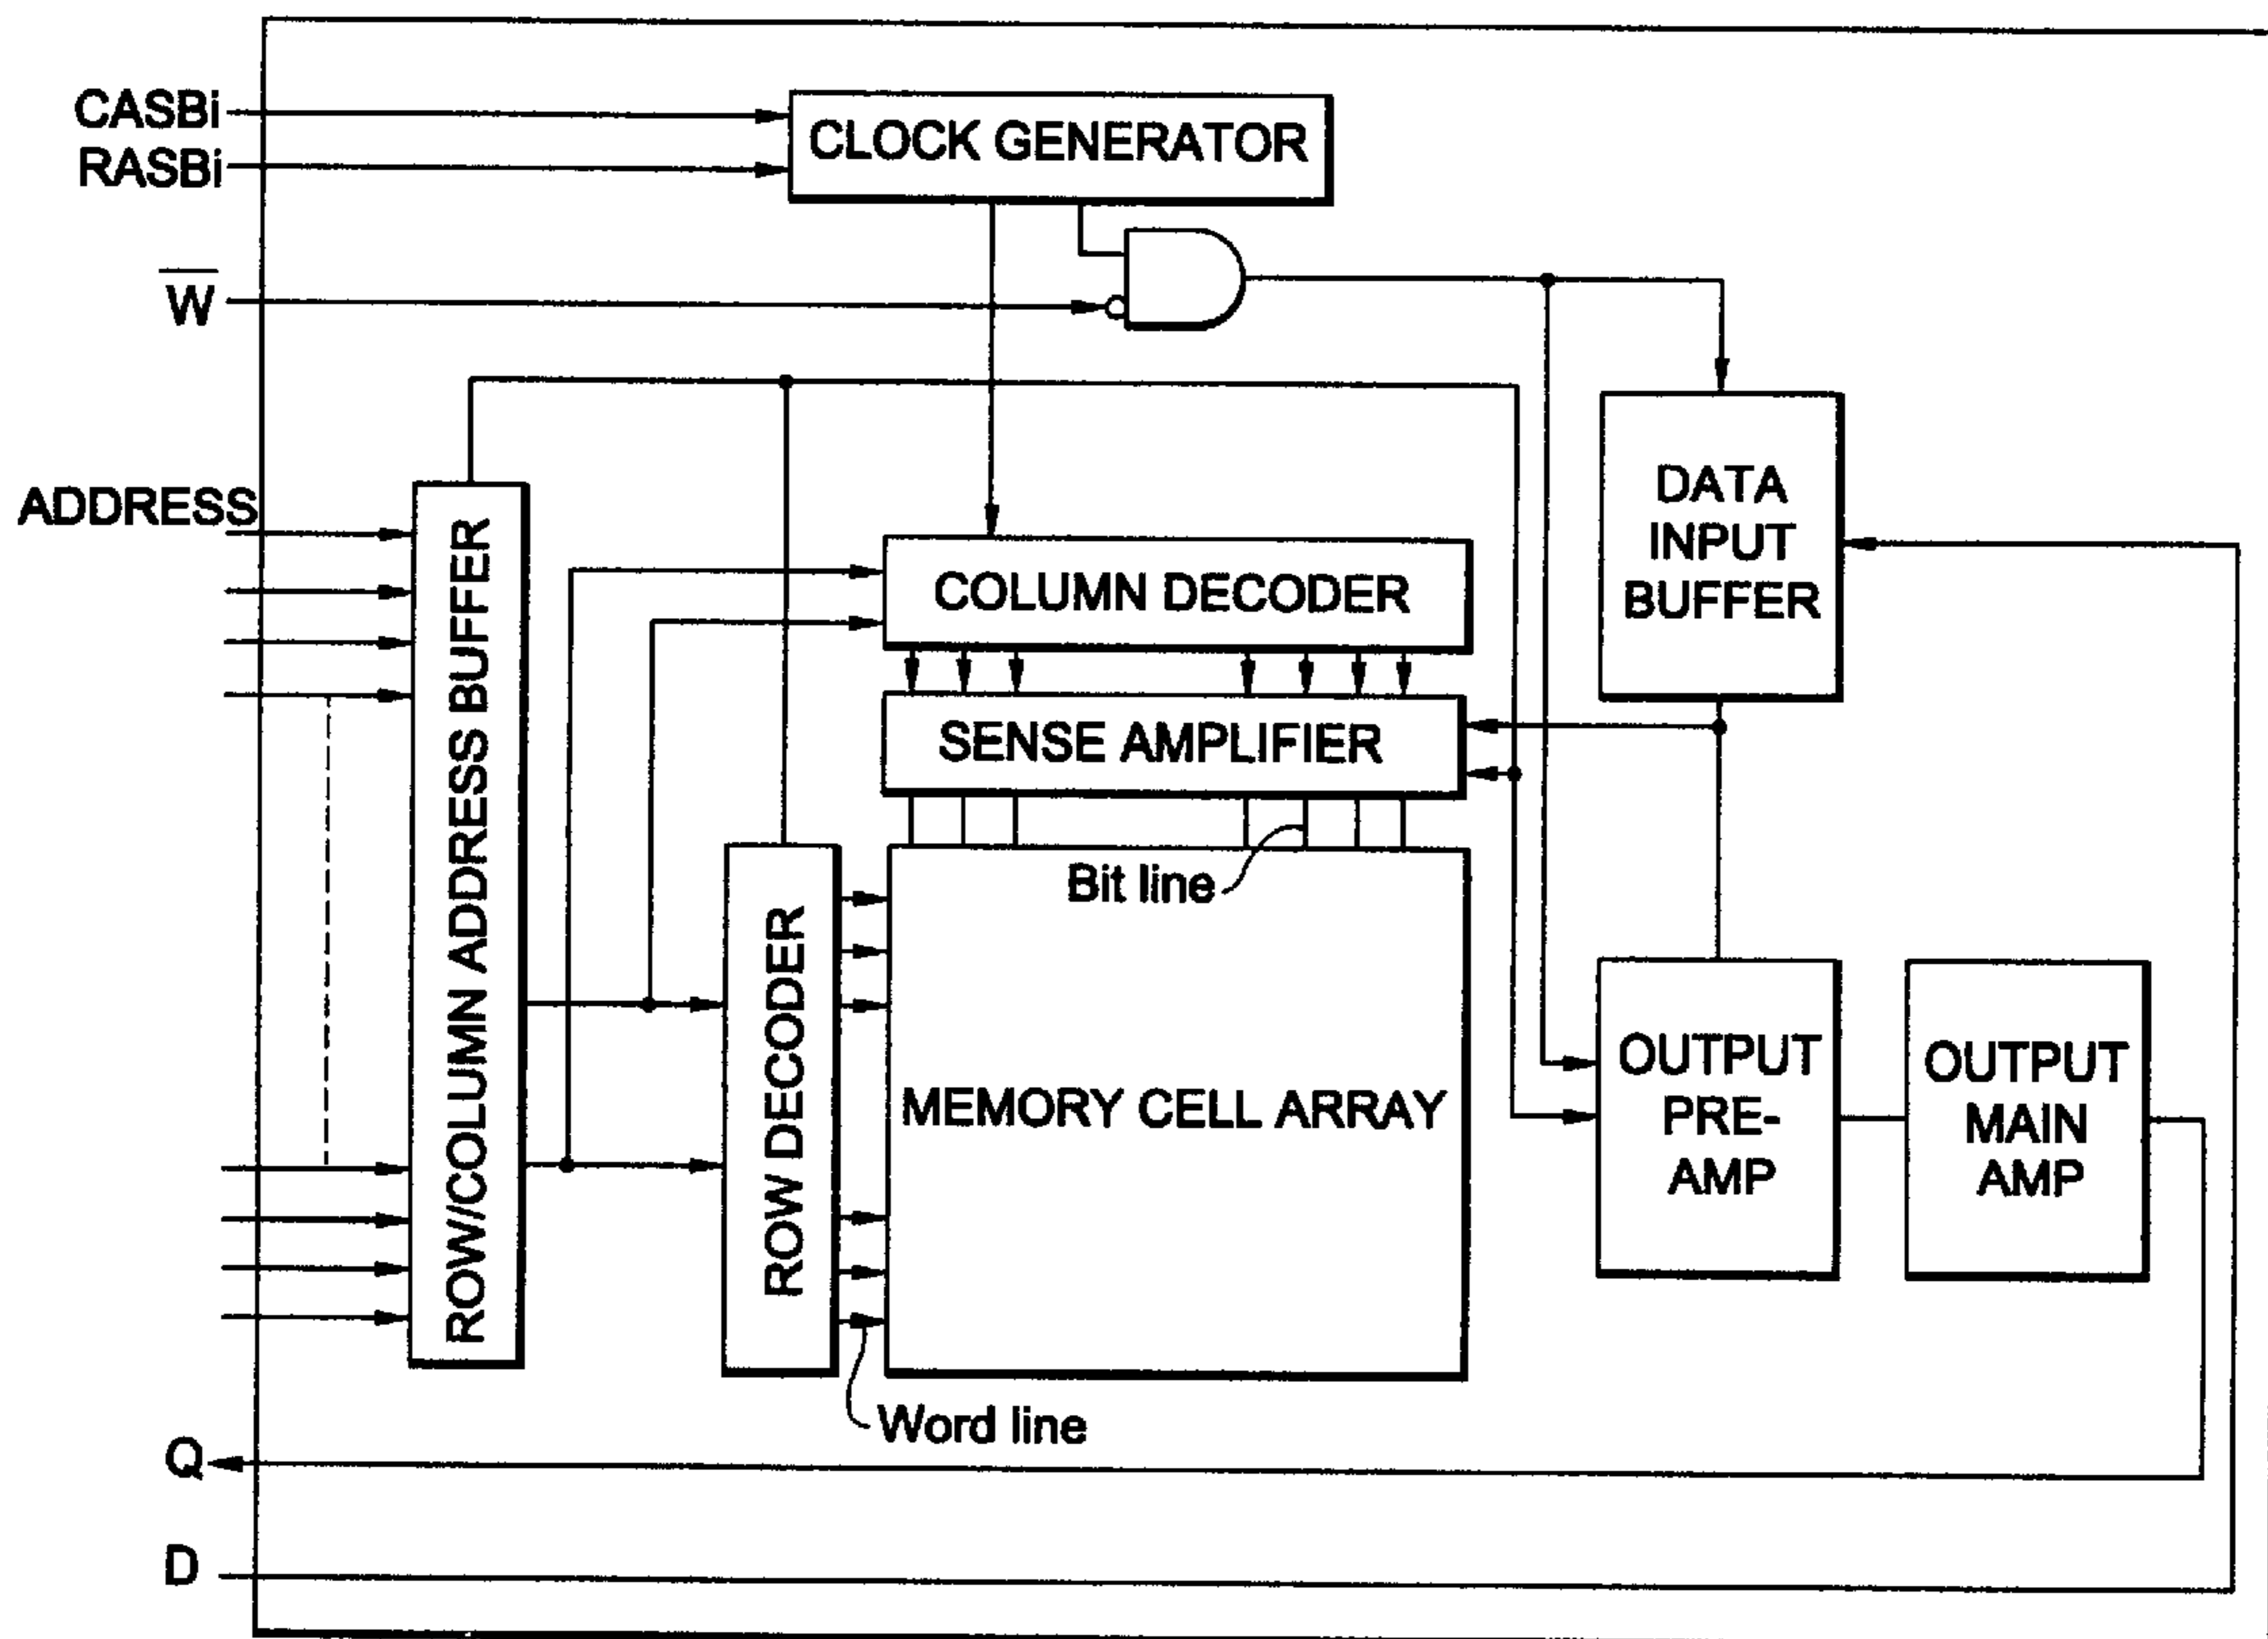 CASBi
RASBi
CLOCK GENERATOR
W̅
ADDRESS
ROW/COLUMN ADDRESS BUFFER
COLUMN DECODER
SENSE AMPLIFIER
DATA
INPUT
BUFFER
Bit line
ROW DECODER
MEMORY CELL ARRAY
OUTPUT
PRE-
AMP
OUTPUT
MAIN
AMP
Word line
Q
D